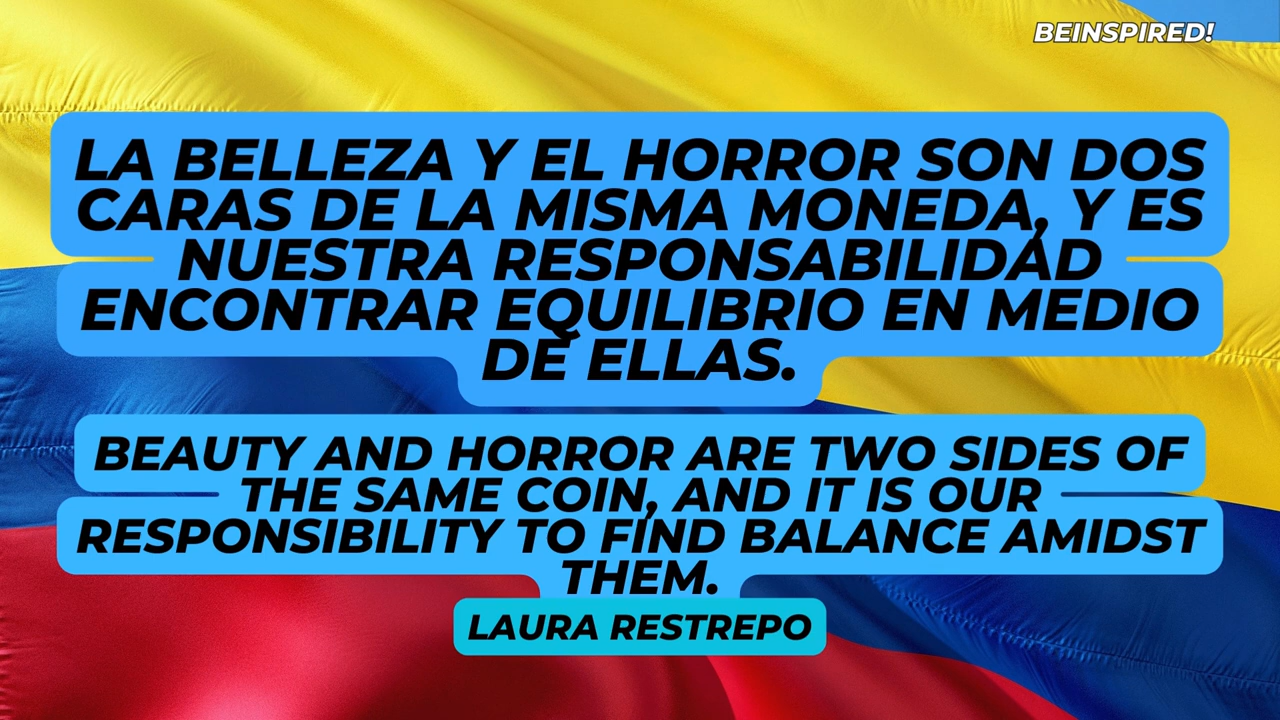 BEINSPIRED!
LA BELLEZA Y EL HORROR SON DOS
CARAS DE LA MISMA MONEDA, Y ES
NUESTRA RESPONSABILIDAD
ENCONTRAR EQUILIBRIO EN MEDIO
DE ELLAS.
BEAUTY AND HORROR ARE TWO SIDES OF
THE SAME COIN, AND IT IS OUR
RESPONSIBILITY TO FIND BALANCE AMIDST
THEM.
LAURA RESTREPO